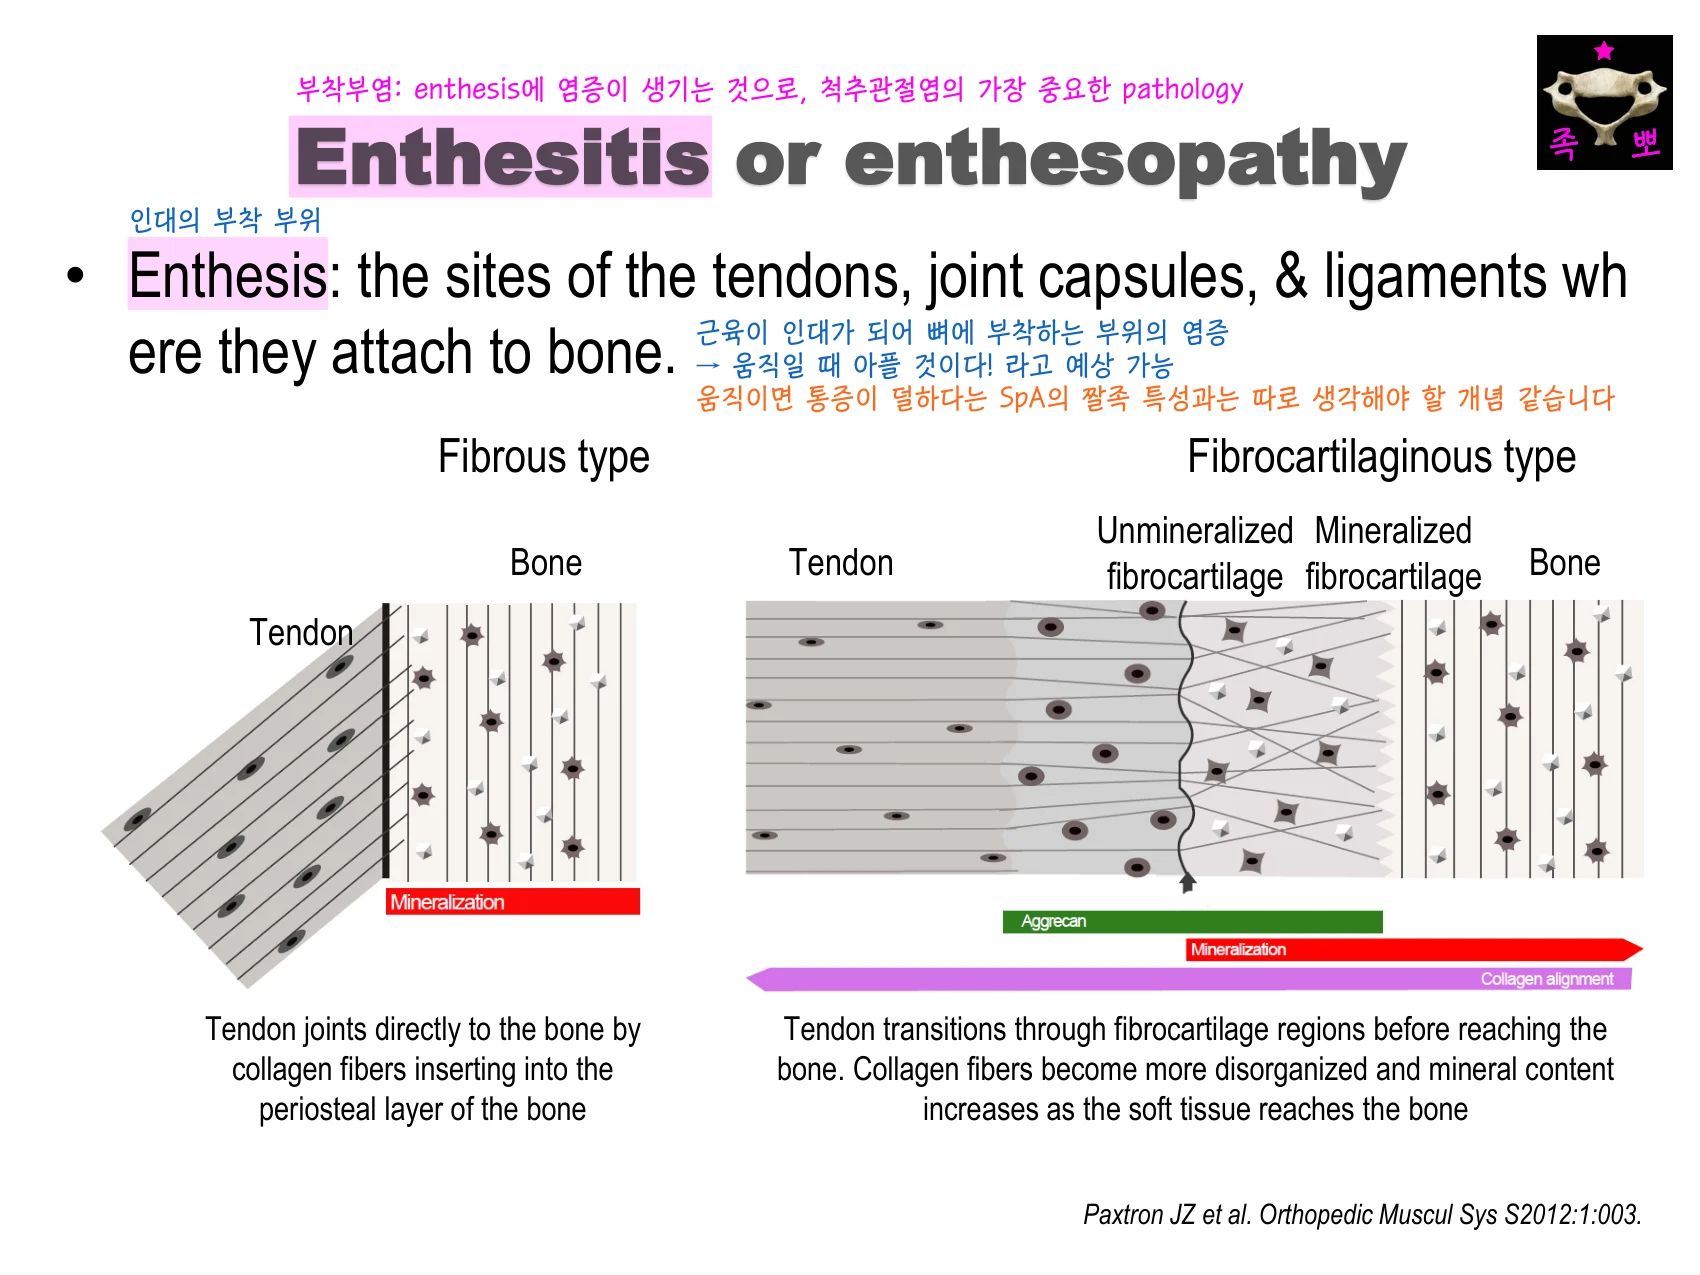 부착부염: enthesis에 염증이 생기는 것으로, 척추관절염의 가장 중요한 pathology
족 뽀
Enthesitis or enthesopathy
인대의 부착 부위
• Enthesis: the sites of the tendons, joint capsules, & ligaments wh
ere they attach to bone.
근육이 인대가 되어 뼈에 부착하는 부위의 염증
→ 움직일 때 아플 것이다! 라고 예상 가능
움직이면 통증이 덜하다는 SpA의 짤족 특성과는 따로 생각해야 할 개념 같습니다
Fibrous type
Tendon
Bone
Mineralization
Tendon joints directly to the bone by
collagen fibers inserting into the
periosteal layer of the bone
Fibrocartilaginous type
Tendon
Unmineralized
fibrocartilage
Mineralized
fibrocartilage
Bone
Aggrecan
Mineralization
Collagen alignment
Tendon transitions through fibrocartilage regions before reaching the
bone. Collagen fibers become more disorganized and mineral content
increases as the soft tissue reaches the bone
Paxtron JZ et al. Orthopedic Muscul Sys S2012:1:003.